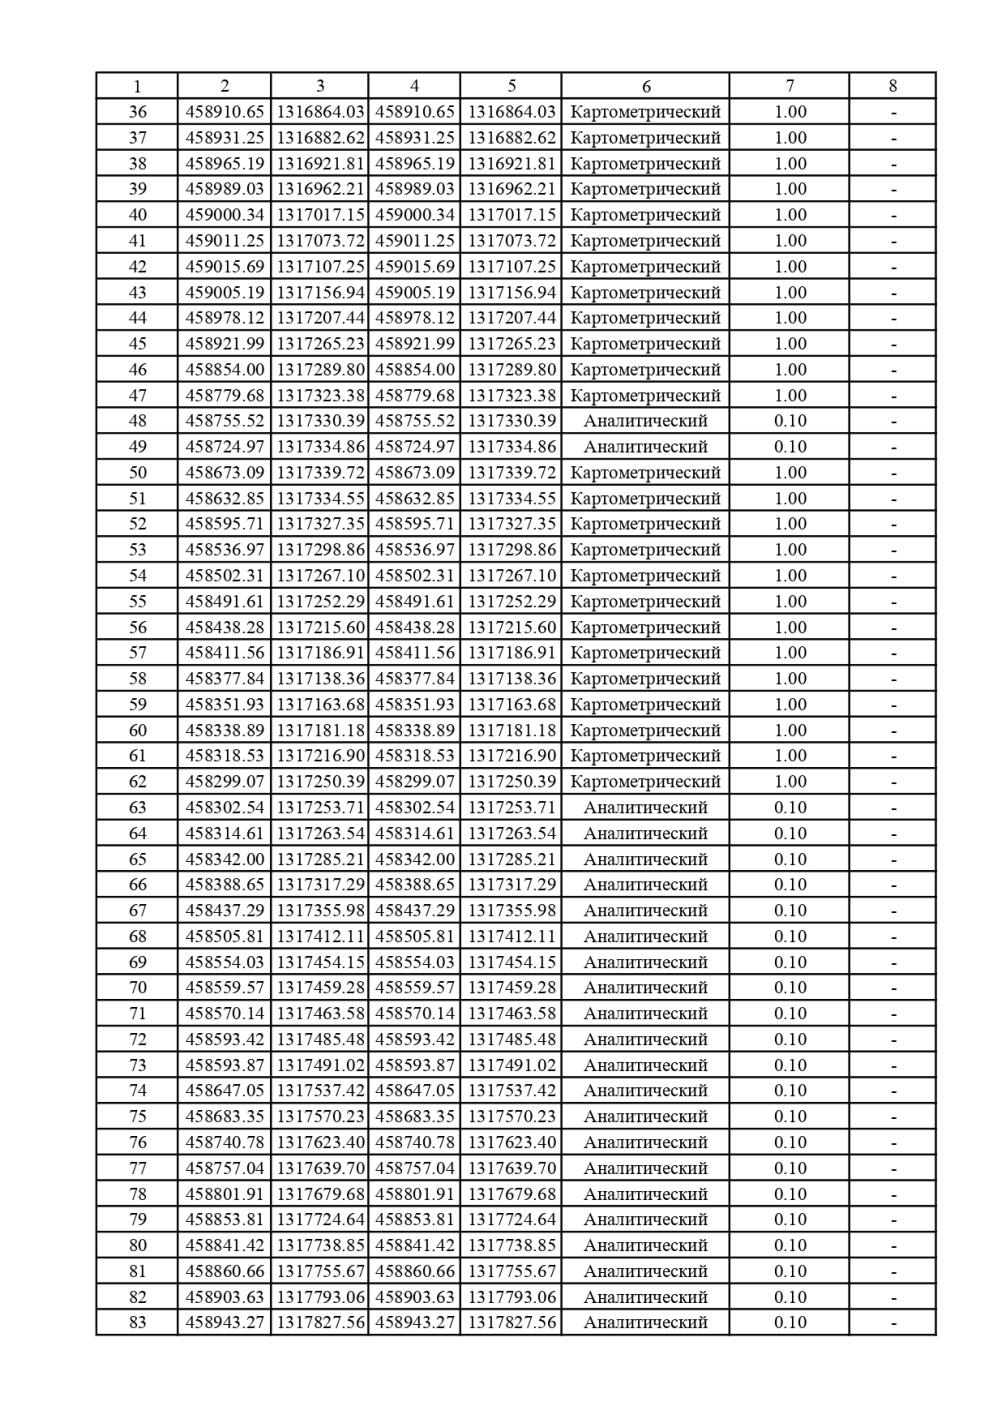 1 2 3 4 5 6 7 8
36 458910.65 1316864.03 458910.65 1316864.03 Картометрический 1.00 -
37 458931.25 1316882.62 458931.25 1316882.62 Картометрический 1.00 -
38 458965.19 1316921.81 458965.19 1316921.81 Картометрический 1.00 -
39 458989.03 1316962.21 458989.03 1316962.21 Картометрический 1.00 -
40 459000.34 1317017.15 459000.34 1317017.15 Картометрический 1.00 -
41 459011.25 1317073.72 459011.25 1317073.72 Картометрический 1.00 -
42 459015.69 1317107.25 459015.69 1317107.25 Картометрический 1.00 -
43 459005.19 1317156.94 459005.19 1317156.94 Картометрический 1.00 -
44 458978.12 1317207.44 458978.12 1317207.44 Картометрический 1.00 -
45 458921.99 1317265.23 458921.99 1317265.23 Картометрический 1.00 -
46 458854.00 1317289.80 458854.00 1317289.80 Картометрический 1.00 -
47 458779.68 1317323.38 458779.68 1317323.38 Картометрический 1.00 -
48 458755.52 1317330.39 458755.52 1317330.39 Аналитический 0.10 -
49 458724.97 1317334.86 458724.97 1317334.86 Аналитический 0.10 -
50 458673.09 1317339.72 458673.09 1317339.72 Картометрический 1.00 -
51 458632.85 1317334.55 458632.85 1317334.55 Картометрический 1.00 -
52 458595.71 1317327.35 458595.71 1317327.35 Картометрический 1.00 -
53 458536.97 1317298.86 458536.97 1317298.86 Картометрический 1.00 -
54 458502.31 1317267.10 458502.31 1317267.10 Картометрический 1.00 -
55 458491.61 1317252.29 458491.61 1317252.29 Картометрический 1.00 -
56 458438.28 1317215.60 458438.28 1317215.60 Картометрический 1.00 -
57 458411.56 1317186.91 458411.56 1317186.91 Картометрический 1.00 -
58 458377.84 1317138.36 458377.84 1317138.36 Картометрический 1.00 -
59 458351.93 1317163.68 458351.93 1317163.68 Картометрический 1.00 -
60 458338.89 1317181.18 458338.89 1317181.18 Картометрический 1.00 -
61 458318.53 1317216.90 458318.53 1317216.90 Картометрический 1.00 -
62 458299.07 1317250.39 458299.07 1317250.39 Картометрический 1.00 -
63 458302.54 1317253.71 458302.54 1317253.71 Аналитический 0.10 -
64 458314.61 1317263.54 458314.61 1317263.54 Аналитический 0.10 -
65 458342.00 1317285.21 458342.00 1317285.21 Аналитический 0.10 -
66 458388.65 1317317.29 458388.65 1317317.29 Аналитический 0.10 -
67 458437.29 1317355.98 458437.29 1317355.98 Аналитический 0.10 -
68 458505.81 1317412.11 458505.81 1317412.11 Аналитический 0.10 -
69 458554.03 1317454.15 458554.03 1317454.15 Аналитический 0.10 -
70 458559.57 1317459.28 458559.57 1317459.28 Аналитический 0.10 -
71 458570.14 1317463.58 458570.14 1317463.58 Аналитический 0.10 -
72 458593.42 1317485.48 458593.42 1317485.48 Аналитический 0.10 -
73 458593.87 1317491.02 458593.87 1317491.02 Аналитический 0.10 -
74 458647.05 1317537.42 458647.05 1317537.42 Аналитический 0.10 -
75 458683.35 1317570.23 458683.35 1317570.23 Аналитический 0.10 -
76 458740.78 1317623.40 458740.78 1317623.40 Аналитический 0.10 -
77 458757.04 1317639.70 458757.04 1317639.70 Аналитический 0.10 -
78 458801.91 1317679.68 458801.91 1317679.68 Аналитический 0.10 -
79 458853.81 1317724.64 458853.81 1317724.64 Аналитический 0.10 -
80 458841.42 1317738.85 458841.42 1317738.85 Аналитический 0.10 -
81 458860.66 1317755.67 458860.66 1317755.67 Аналитический 0.10 -
82 458903.63 1317793.06 458903.63 1317793.06 Аналитический 0.10 -
83 458943.27 1317827.56 458943.27 1317827.56 Аналитический 0.10 -